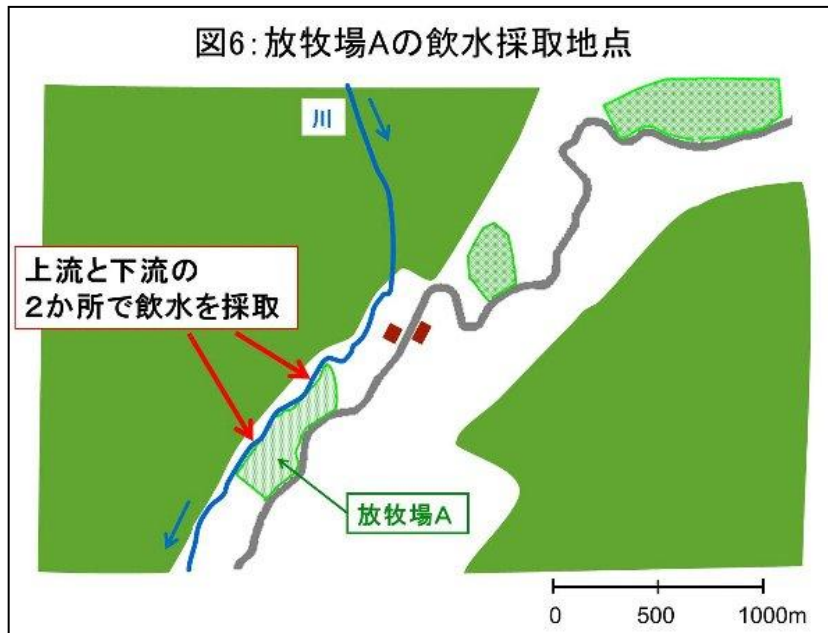 図6:放牧場Aの飲水採取地点
川
上流と下流の
2か所で飲水を採取
放牧場A
0 500 1000m